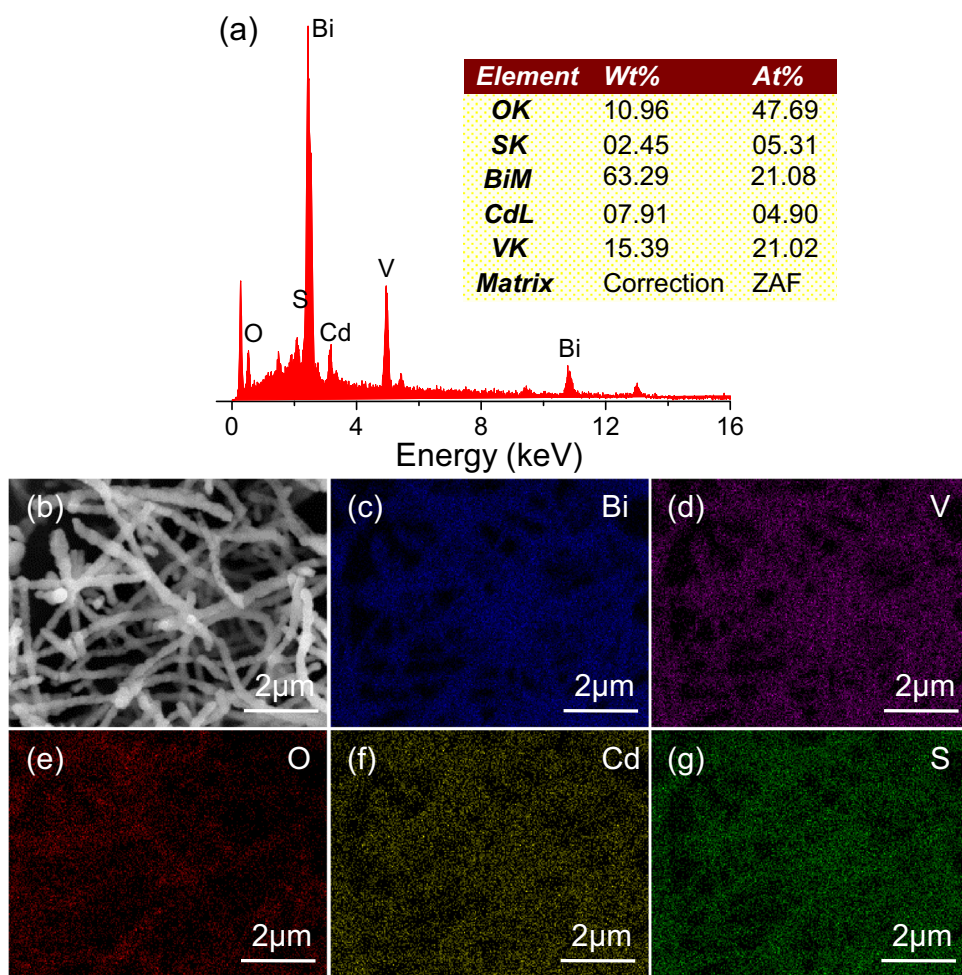 (a)
Bi
Element Wt% At%
OK 10.96 47.69
SK 02.45 05.31
BiM 63.29 21.08
CdL 07.91 04.90
VK 15.39 21.02
Matrix Correction ZAF
V
S
O
Cd
Bi
0 4 8 12 16
Energy (keV)
(b)
2μm
(c) Bi
2μm
(d) V
2μm
(e) O
2μm
(f) Cd
2μm
(g) S
2μm